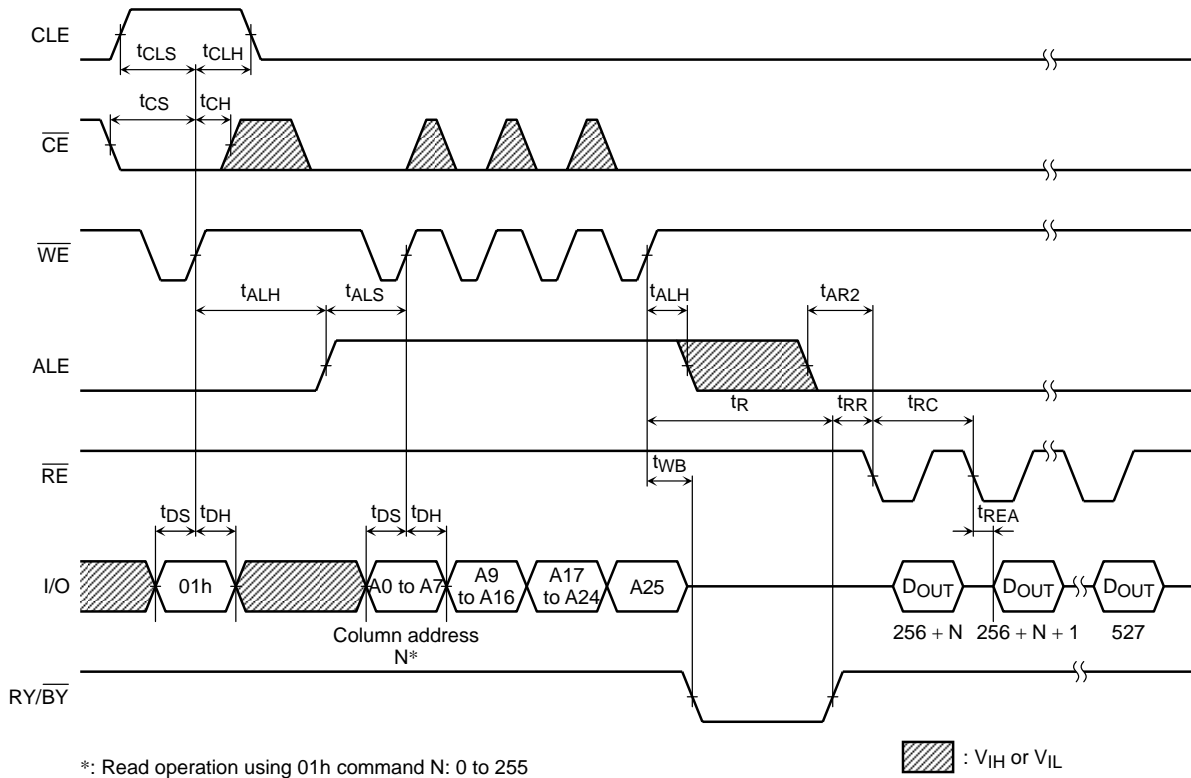 CLE
tCLS tCLH
tCS tCH
CE
WE
tALH tALS tALH tAR2
ALE
tR tRR tRC
RE
tWB
tDS tDH tDS tDH tREA
I/O 01h A0 to A7 A9 to A16 A17 to A24 A25 DOUT DOUT DOUT
256 + N 256 + N + 1 527
Column address
N*
RY/BY
*: Read operation using 01h command N: 0 to 255
: VIH or VIL